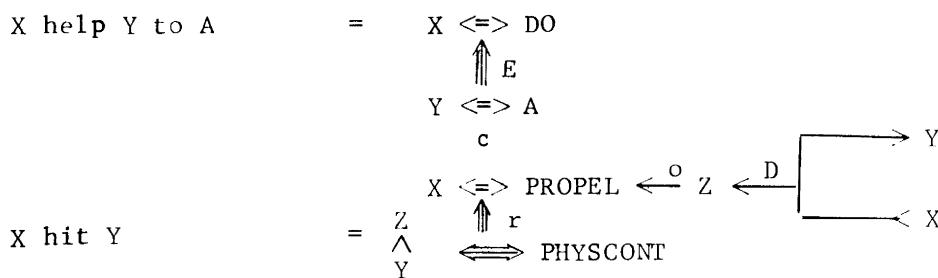 X help Y to A = X <=> DO
E
Y <=> A
c
X <=> PROPEL ← o Z ← D → Y
X
r
X hit Y = Z
∧ <=> PHYSCONT
Y